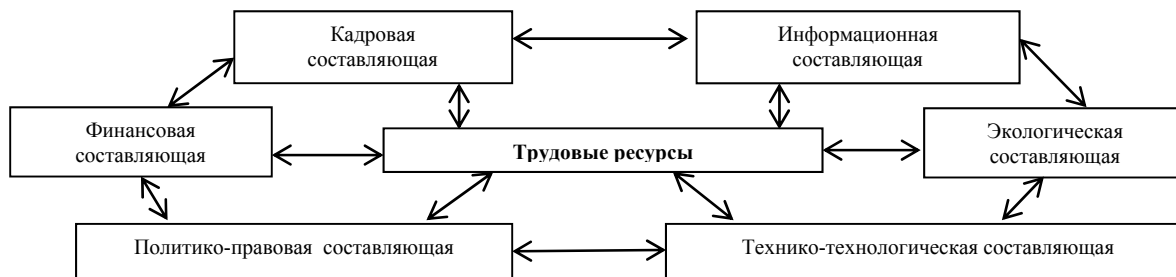 Кадровая
составляющая
Информационная
составляющая
Финансовая
составляющая
Трудовые ресурсы
Экологическая
составляющая
Политико-правовая составляющая
Технико-технологическая составляющая